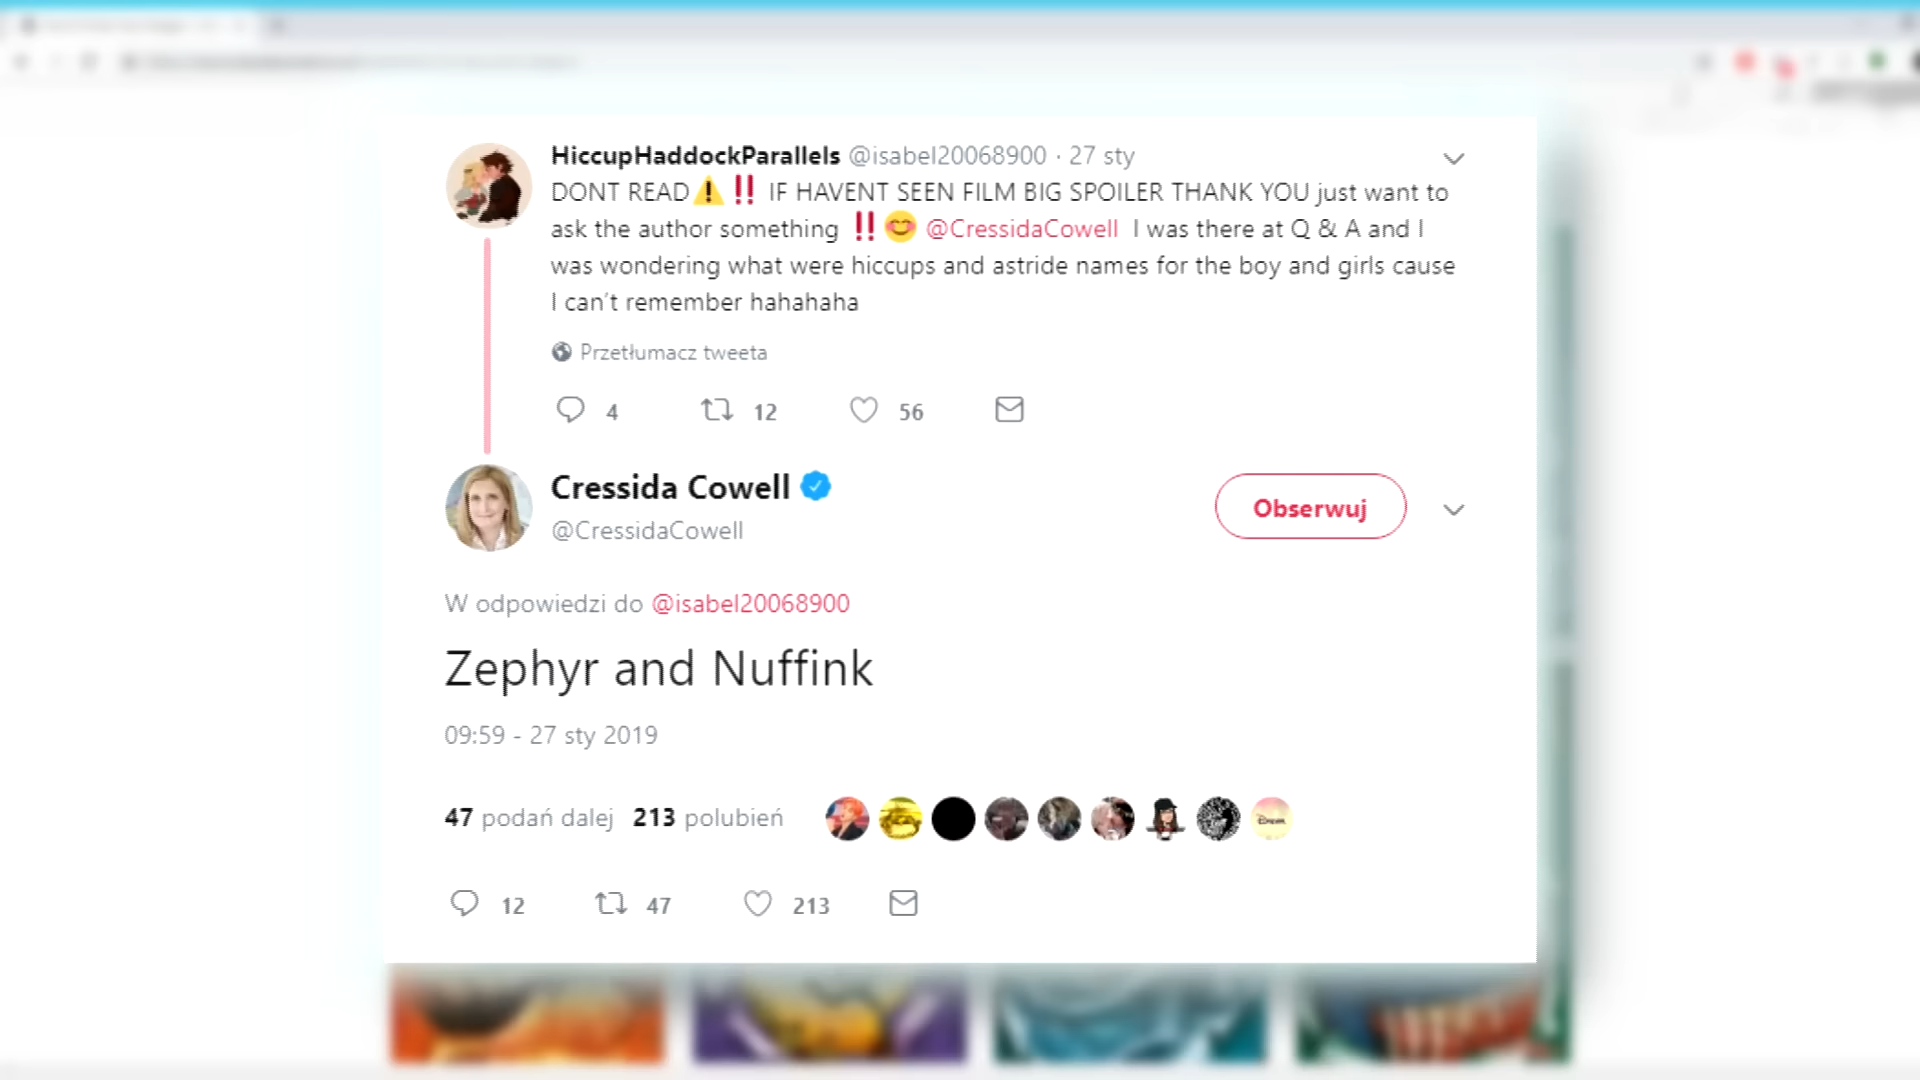 HiccupHaddockParallels @isabel20068900 · 27 sty
DONT READ⚠️‼️ IF HAVENT SEEN FILM BIG SPOILER THANK YOU just want to
ask the author something ‼️😊 @CressidaCowell I was there at Q & A and I
was wondering what were hiccups and astride names for the boy and girls cause
I can't remember hahahaha
Przetłumacz tweeta
4 12 56
Cressida Cowell
Obserwuj
@CressidaCowell
W odpowiedzi do @isabel20068900
Zephyr and Nuffink
09:59 - 27 sty 2019
47 podań dalej 213 polubień
12 47 213